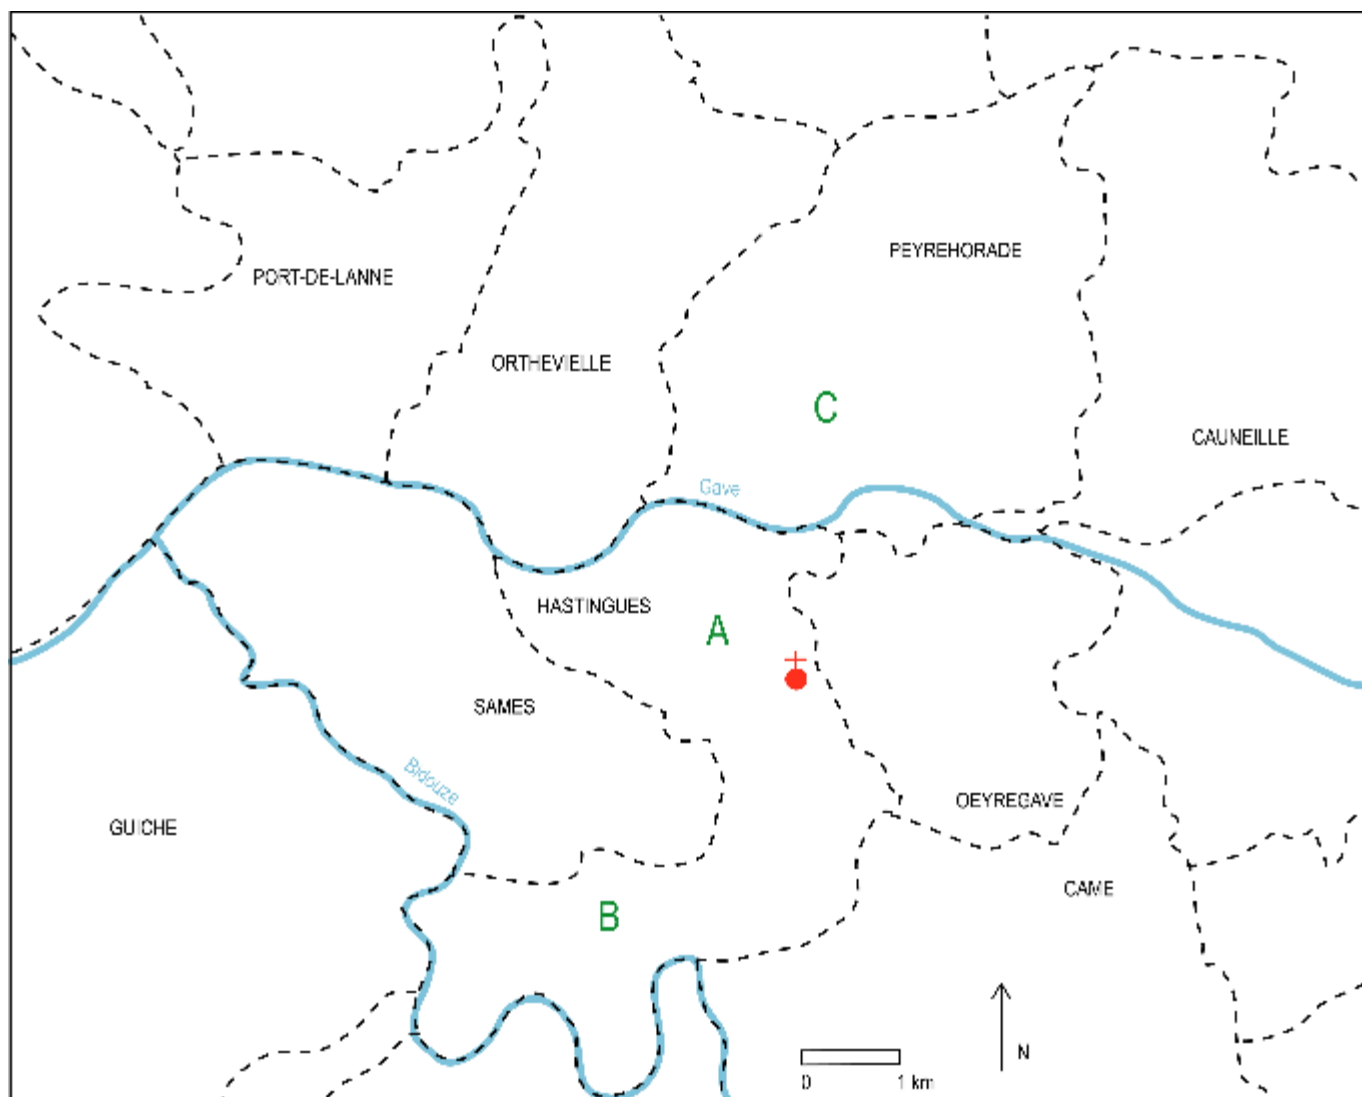 PEYREHORADE
PORT-DE-LANNE
ORTHEVIELLE
C
CAUNEILLE
Gave
HASTINGUES
A
SAMES
Bidouze
OEYREGAVE
GUICHE
CAME
B
N
0 1 km